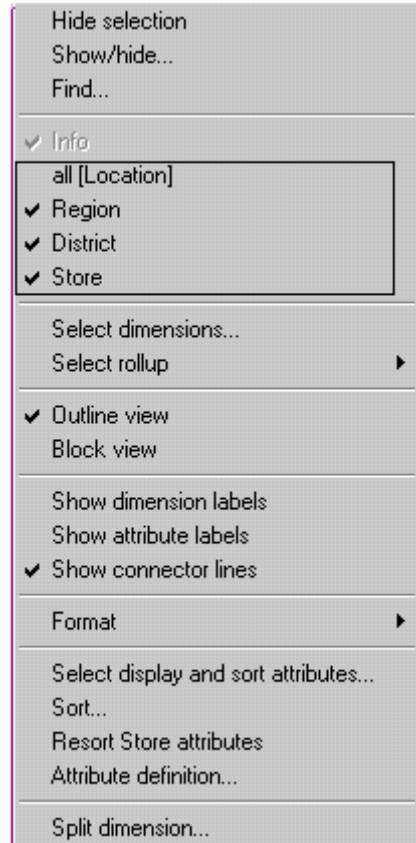 Hide selection
Show/hide...
Find...
Info
all [Location]
Region
District
Store
Select dimensions...
Select rollup
Outline view
Block view
Show dimension labels
Show attribute labels
Show connector lines
Format
Select display and sort attributes...
Sort...
Resort Store attributes
Attribute definition...
Split dimension...